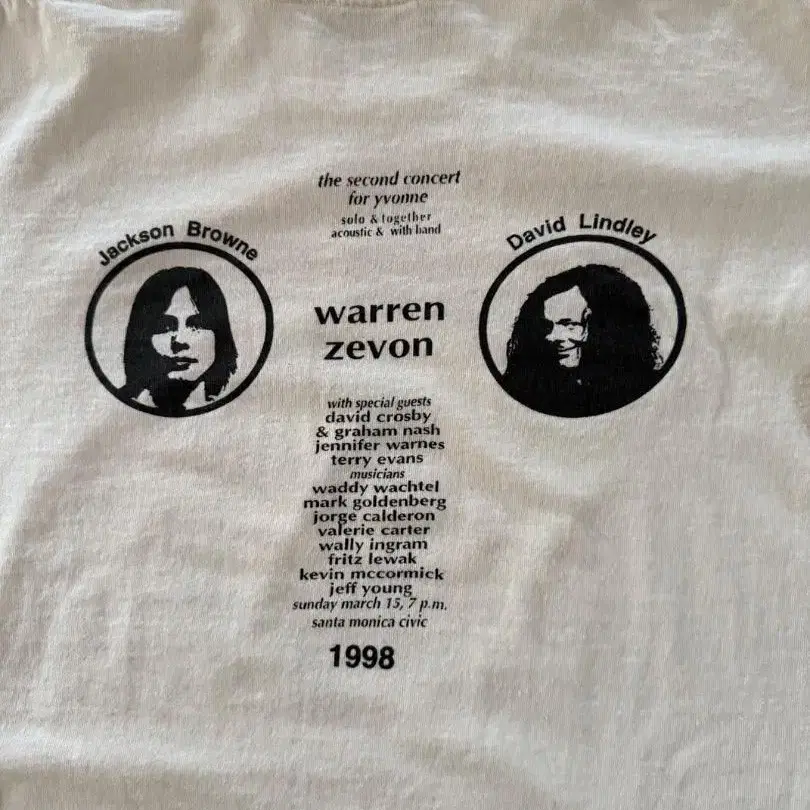 the second concert
for yvonne
solo & together
acoustic & with band
Jackson Browne
David Lindley
warren
zevon
with special guests
david crosby
& graham nash
jennifer warnes
terry evans
musicians
waddy wachtel
mark goldenberg
jorge calderon
valerie carter
wally ingram
fritz lewak
kevin mccormick
jeff young
sunday march 15, 7 p.m.
santa monica civic
1998